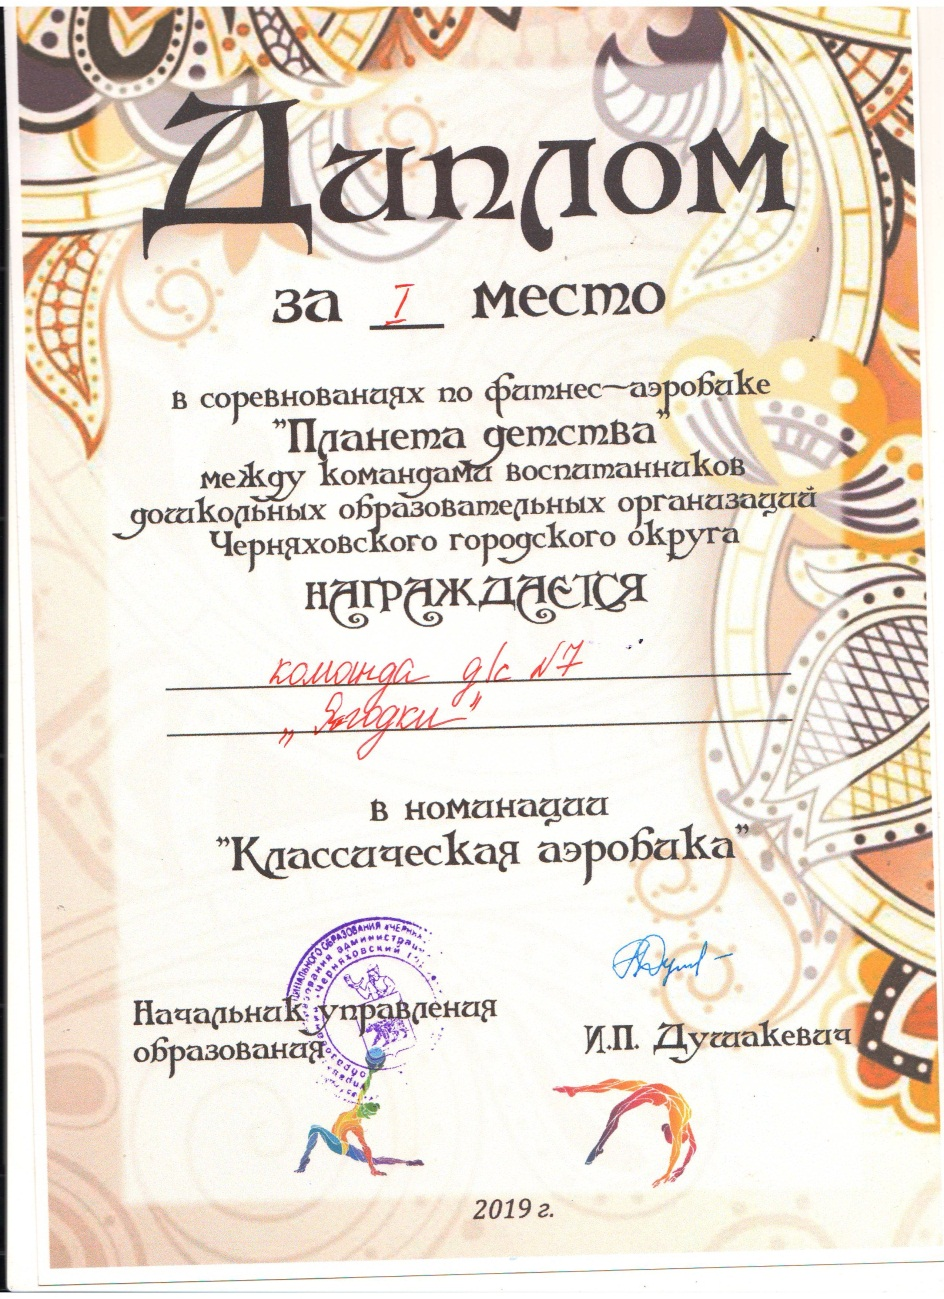 Диплом
за I место
в соревнованиях по фитнес-аэробике
"Планета детства"
между командами воспитанников
дошкольных образовательных организаций
Черняховского городского округа
НАГРАЖДАЕТСЯ
команда д/с №7
„Ягодки"
в номинации
"Классическая аэробика"
Начальник управления
образования
И.П. Душакевич
2019 г.